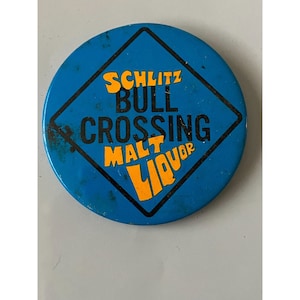 SCHLITZ
BULL
CROSSING
MALT
LIQUOR